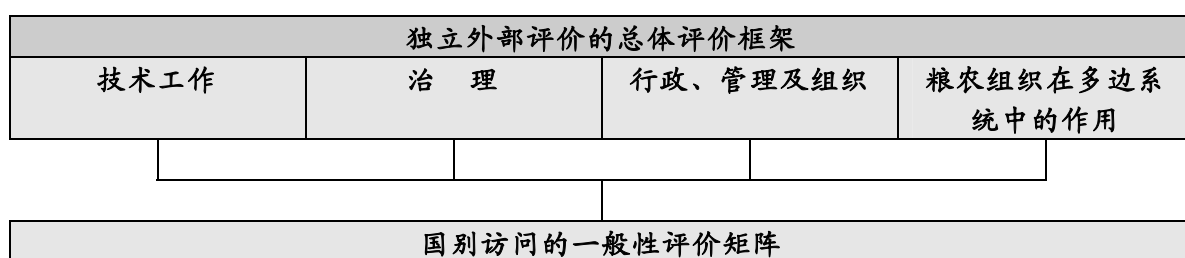 独立外部评价的总体评价框架
技术工作
治 理
行政、管理及组织
粮农组织在多边系
统中的作用
国别访问的一般性评价矩阵